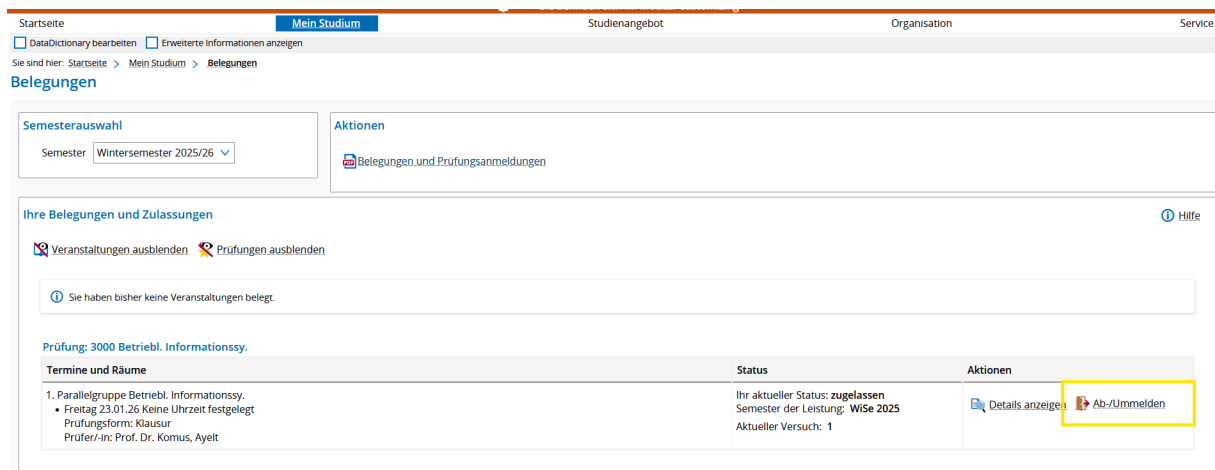 Startseite
Mein Studium
Studienangebot
Organisation
Service
DataDictionary bearbeiten
Erweiterte Informationen anzeigen
Sie sind hier: Startseite > Mein Studium > Belegungen
Belegungen
Semesterauswahl
Semester Wintersemester 2025/26
Aktionen
Belegungen und Prüfungsanmeldungen
Ihre Belegungen und Zulassungen
Hilfe
Veranstaltungen ausblenden
Prüfungen ausblenden
Sie haben bisher keine Veranstaltungen belegt.
Prüfung: 3000 Betriebl. Informationssy.
Termine und Räume
Status
Aktionen
1. Parallelgruppe Betriebl. Informationssy.
• Freitag 23.01.26 Keine Uhrzeit festgelegt
Prüfungsform: Klausur
Prüfer/-in: Prof. Dr. Komus, Ayelt
Ihr aktueller Status: zugelassen
Semester der Leistung: WiSe 2025
Aktueller Versuch: 1
Details anzeigen
Ab-/Ummelden